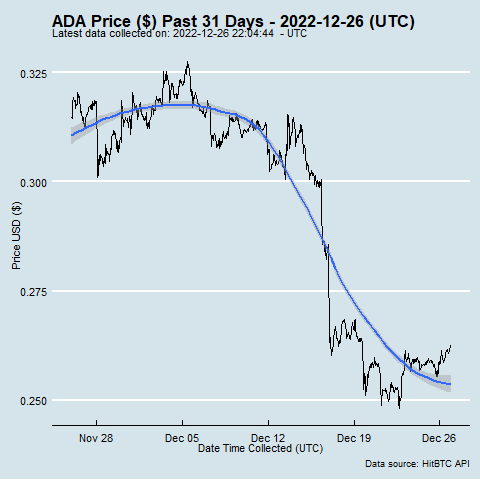 ADA Price ($) Past 31 Days - 2022-12-26 (UTC)
Latest data collected on: 2022-12-26 22:04:44 - UTC
0.325
0.300
0.275
0.250
Price USD ($)
Nov 28 Dec 05 Dec 12 Dec 19 Dec 26
Date Time Collected (UTC)
Data source: HitBTC API